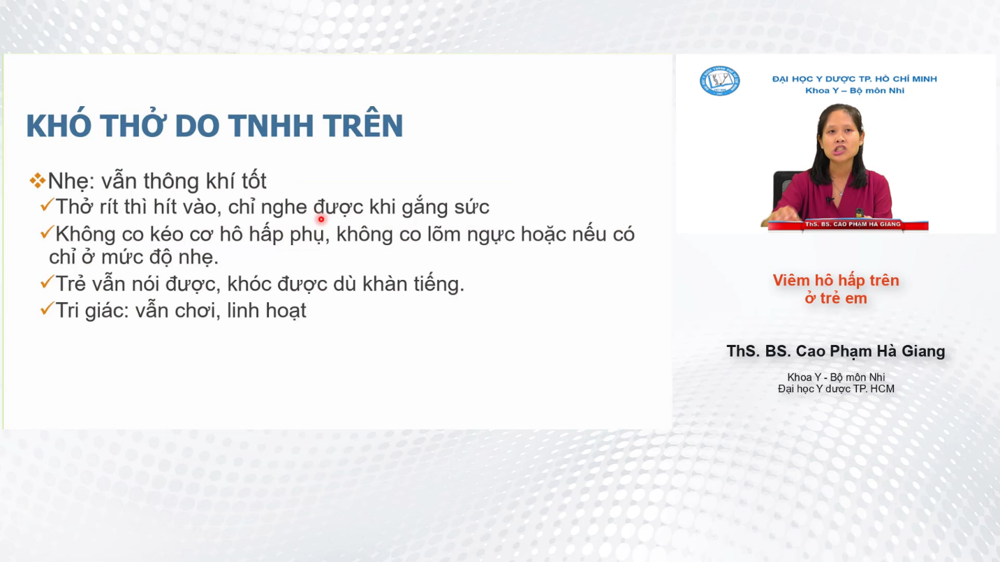 KHÓ THỞ DO TNHH TRÊN
Nhẹ: vẫn thông khí tốt
Thở rít thì hít vào, chỉ nghe được khi gắng sức
Không co kéo cơ hô hấp phụ, không co lõm ngực hoặc nếu có
chỉ ở mức độ nhẹ.
Trẻ vẫn nói được, khóc được dù khàn tiếng.
Tri giác: vẫn chơi, linh hoạt
ĐẠI HỌC Y DƯỢC TP. HỒ CHÍ MINH
Khoa Y – Bộ môn Nhi
ThS. BS. CAO PHẠM HÀ GIANG
Viêm hô hấp trên
ở trẻ em
ThS. BS. Cao Phạm Hà Giang
Khoa Y - Bộ môn Nhi
Đại học Y dược TP. HCM